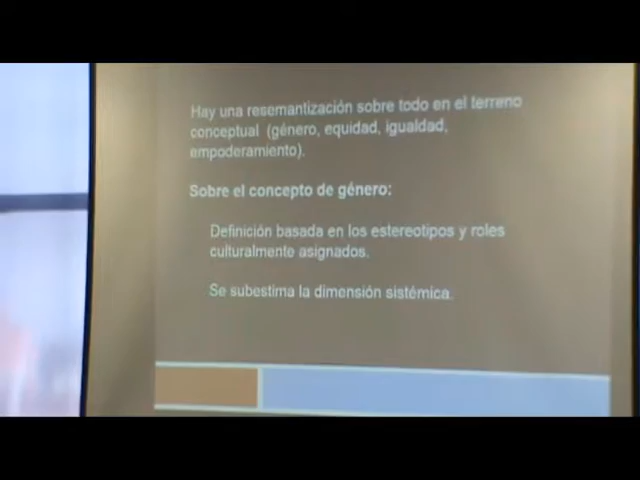 Hay una resemantización sobre todo en el terreno
conceptual (género, equidad, igualdad,
empoderamiento).
Sobre el concepto de género:
Definición basada en los estereotipos y roles
culturalmente asignados.
Se subestima la dimensión sistémica.